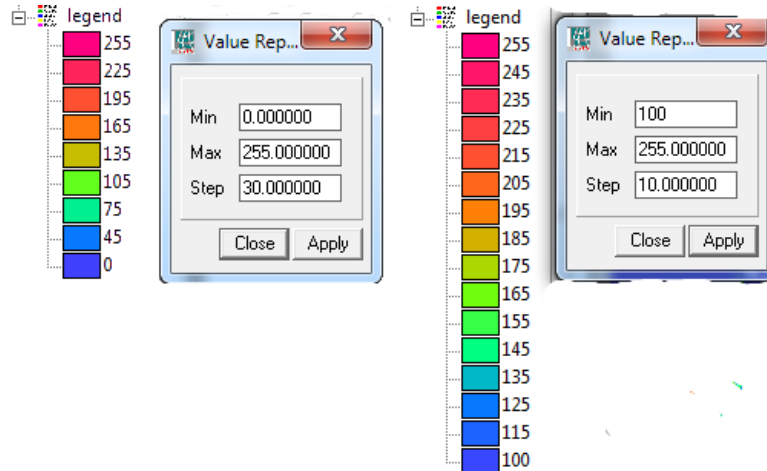 legend
255
225
195
165
135
105
75
45
0
Value Rep...
Min 0.000000
Max 255.000000
Step 30.000000
Close Apply
legend
255
245
235
225
215
205
195
185
175
165
155
145
135
125
115
100
Value Rep...
Min 100
Max 255.000000
Step 10.000000
Close Apply